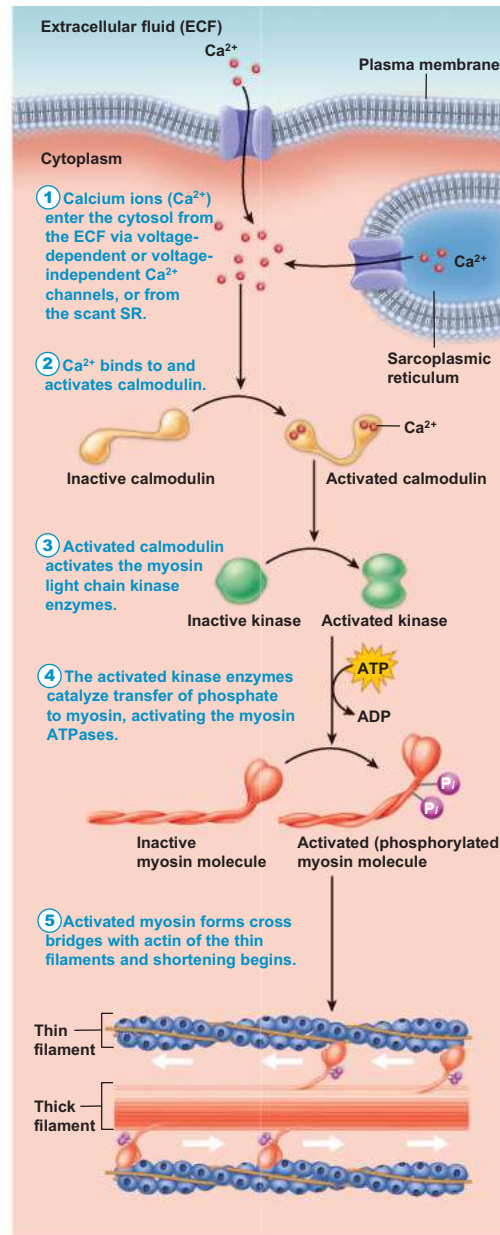 Extracellular fluid (ECF)
Ca²⁺
Plasma membrane
Cytoplasm
1 Calcium ions (Ca²⁺)
enter the cytosol from
the ECF via voltage-
dependent or voltage-
independent Ca²⁺
channels, or from
the scant SR.
Ca²⁺
Sarcoplasmic
reticulum
2 Ca²⁺ binds to and
activates calmodulin.
Ca²⁺
Inactive calmodulin
Activated calmodulin
3 Activated calmodulin
activates the myosin
light chain kinase
enzymes.
Inactive kinase
Activated kinase
4 The activated kinase enzymes
catalyze transfer of phosphate
to myosin, activating the myosin
ATPases.
ATP
ADP
Pi
Pi
Inactive
myosin molecule
Activated (phosphorylated
myosin molecule
5 Activated myosin forms cross
bridges with actin of the thin
filaments and shortening begins.
Thin
filament
Thick
filament